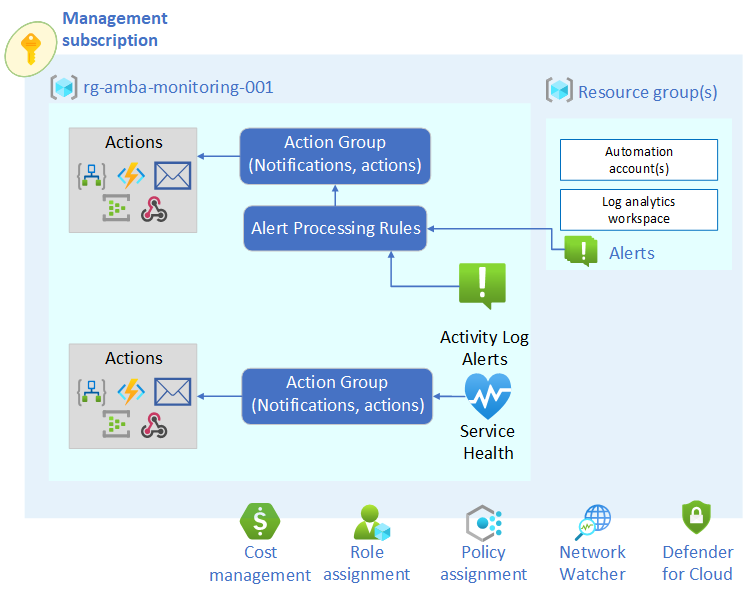 Management
subscription
rg-amba-monitoring-001
Resource group(s)
Actions
Action Group
(Notifications, actions)
Automation
account(s)
Log analytics
workspace
Alert Processing Rules
Alerts
Activity Log
Alerts
Actions
Action Group
(Notifications, actions)
Service
Health
Cost
management
Role
assignment
Policy
assignment
Network
Watcher
Defender
for Cloud